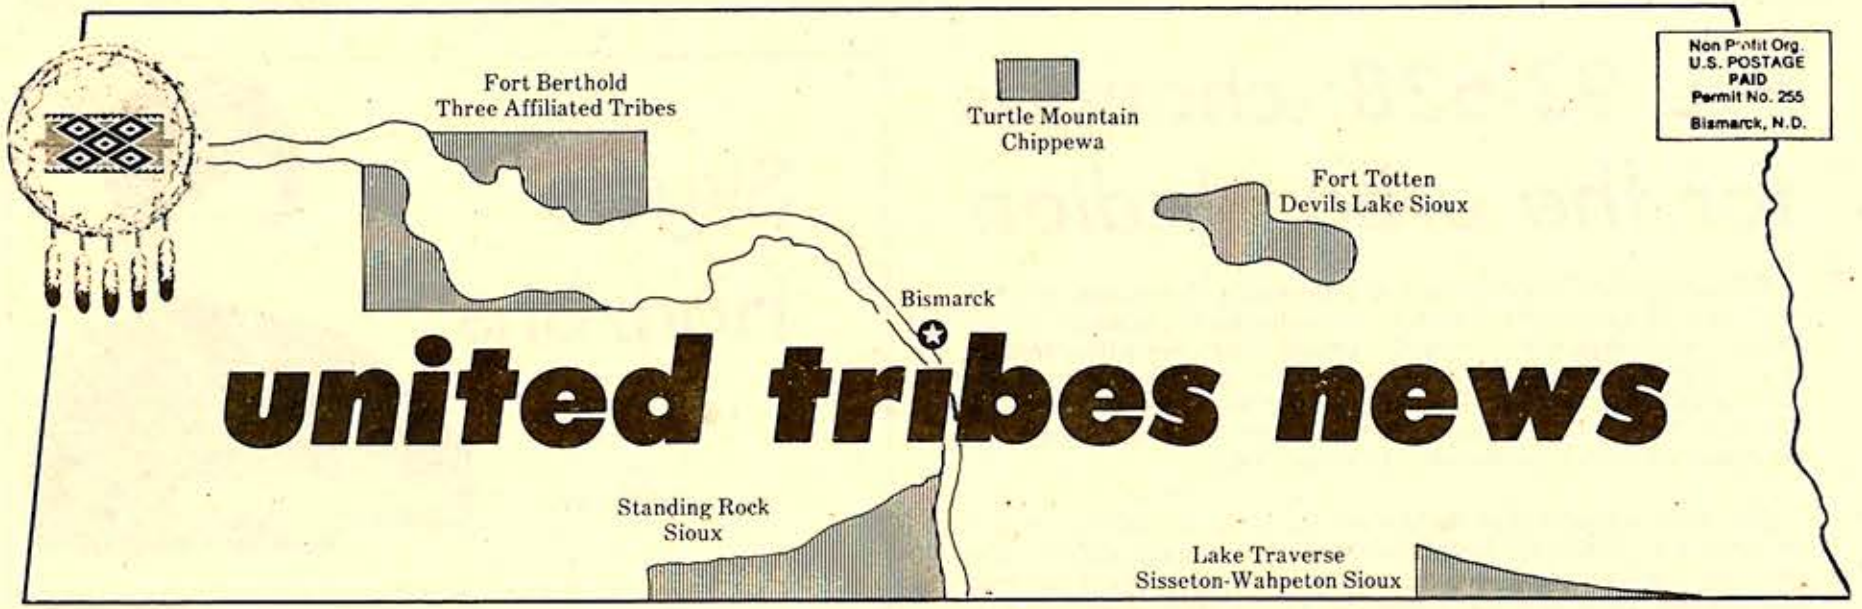 Non Profit Org.
U.S. POSTAGE
PAID
Permit No. 255
Bismarck, N.D.
Fort Berthold
Three Affiliated Tribes
Turtle Mountain
Chippewa
Fort Totten
Devils Lake Sioux
Bismarck
united tribes news
Standing Rock
Sioux
Lake Traverse
Sisseton-Wahpeton Sioux